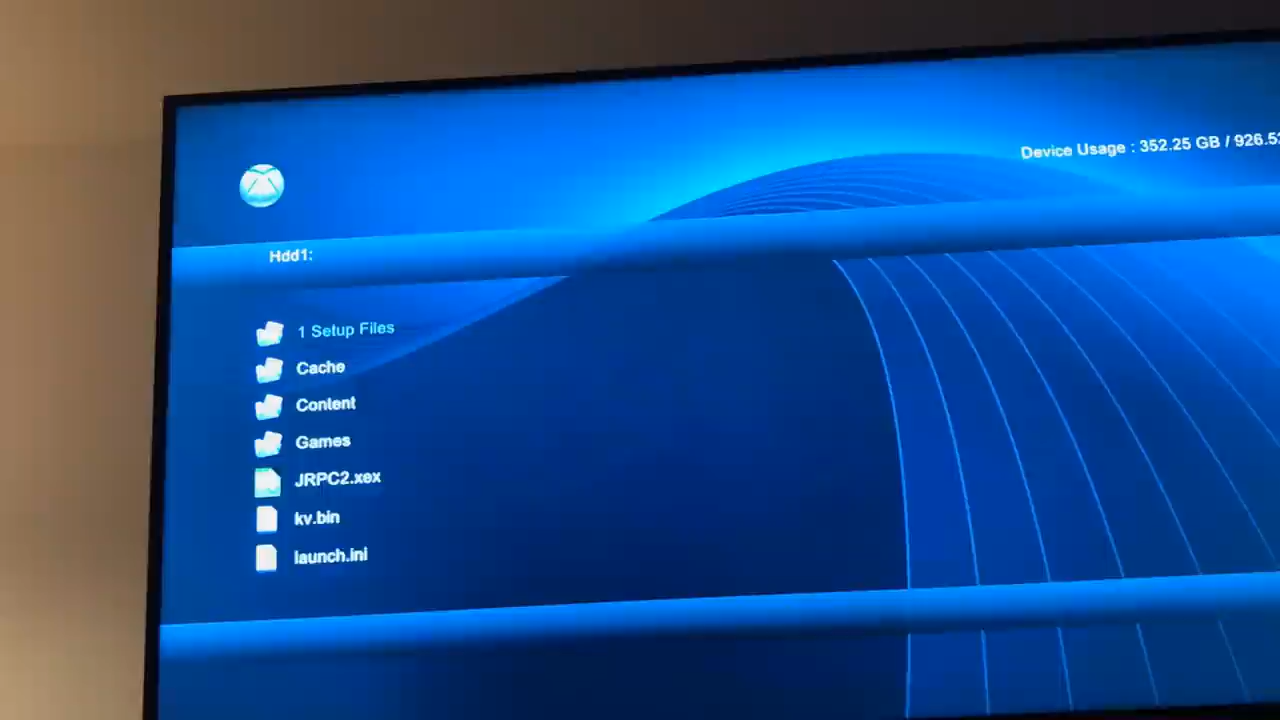 Device Usage : 352.25 GB / 926.5
Hdd1:
1 Setup Files
Cache
Content
Games
JRPC2.xex
kv.bin
launch.ini